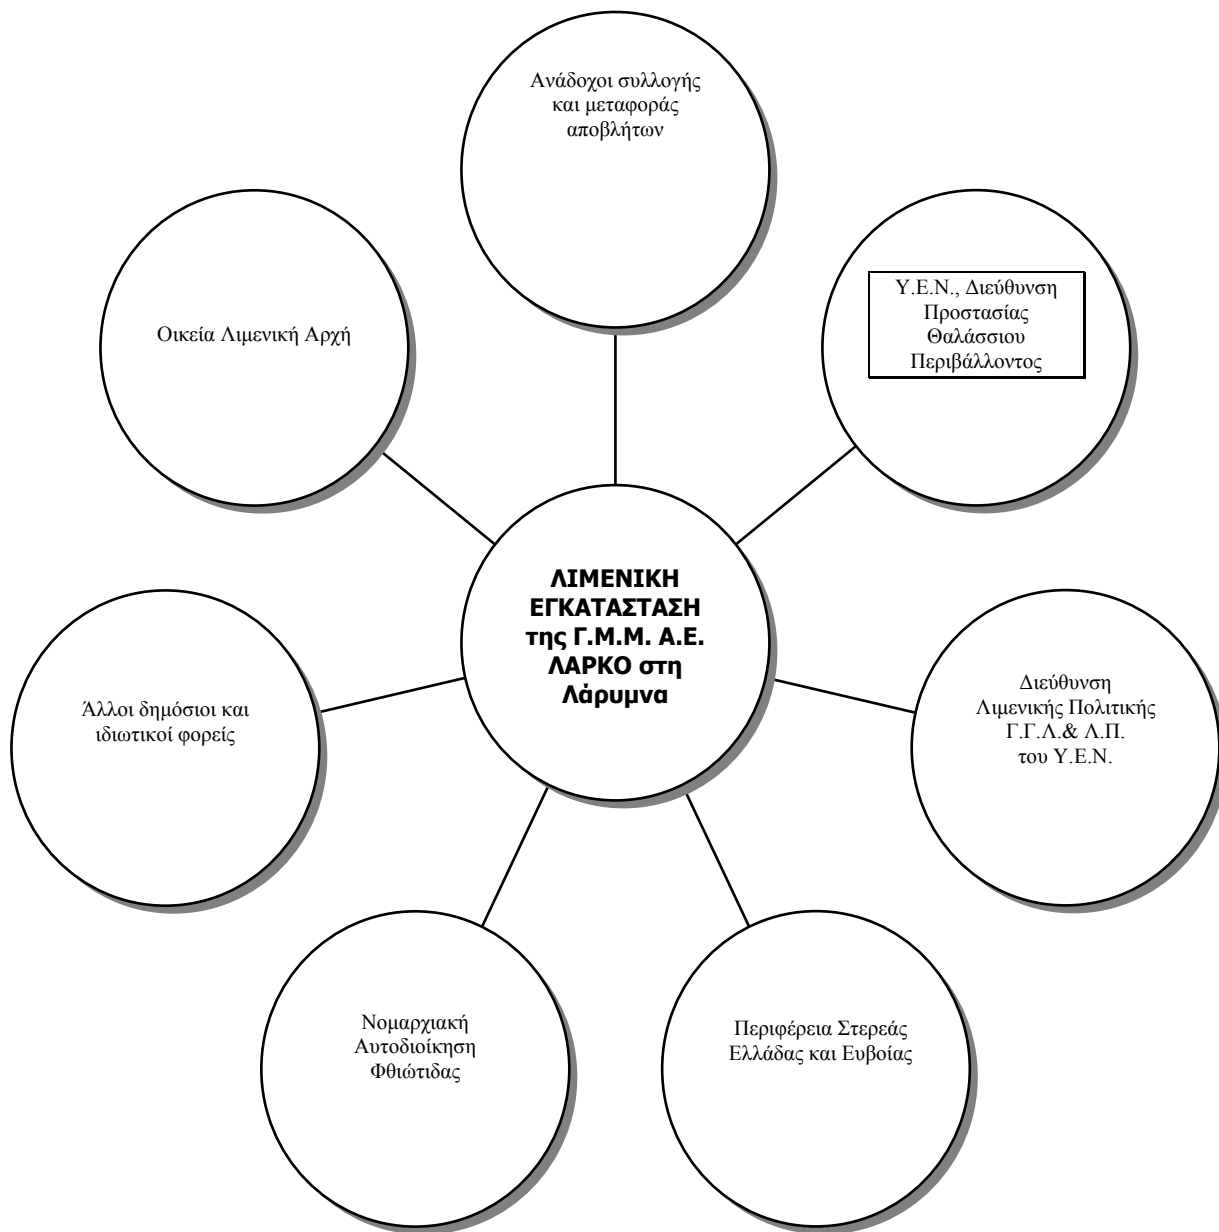 Ανάδοχοι συλλογής
και μεταφοράς
αποβλήτων
Υ.Ε.Ν., Διεύθυνση
Προστασίας
Θαλάσσιου
Περιβάλλοντος
Οικεία Λιμενική Αρχή
ΛΙΜΕΝΙΚΗ
ΕΓΚΑΤΑΣΤΑΣΗ
της Γ.Μ.Μ. Α.Ε.
ΛΑΡΚΟ στη
Λάρυμνα
Διεύθυνση
Λιμενικής Πολιτικής
Γ.Γ.Λ.& Λ.Π.
του Υ.Ε.Ν.
Άλλοι δημόσιοι και
ιδιωτικοί φορείς
Νομαρχιακή
Αυτοδιοίκηση
Φθιώτιδας
Περιφέρεια Στερεάς
Ελλάδας και Ευβοίας